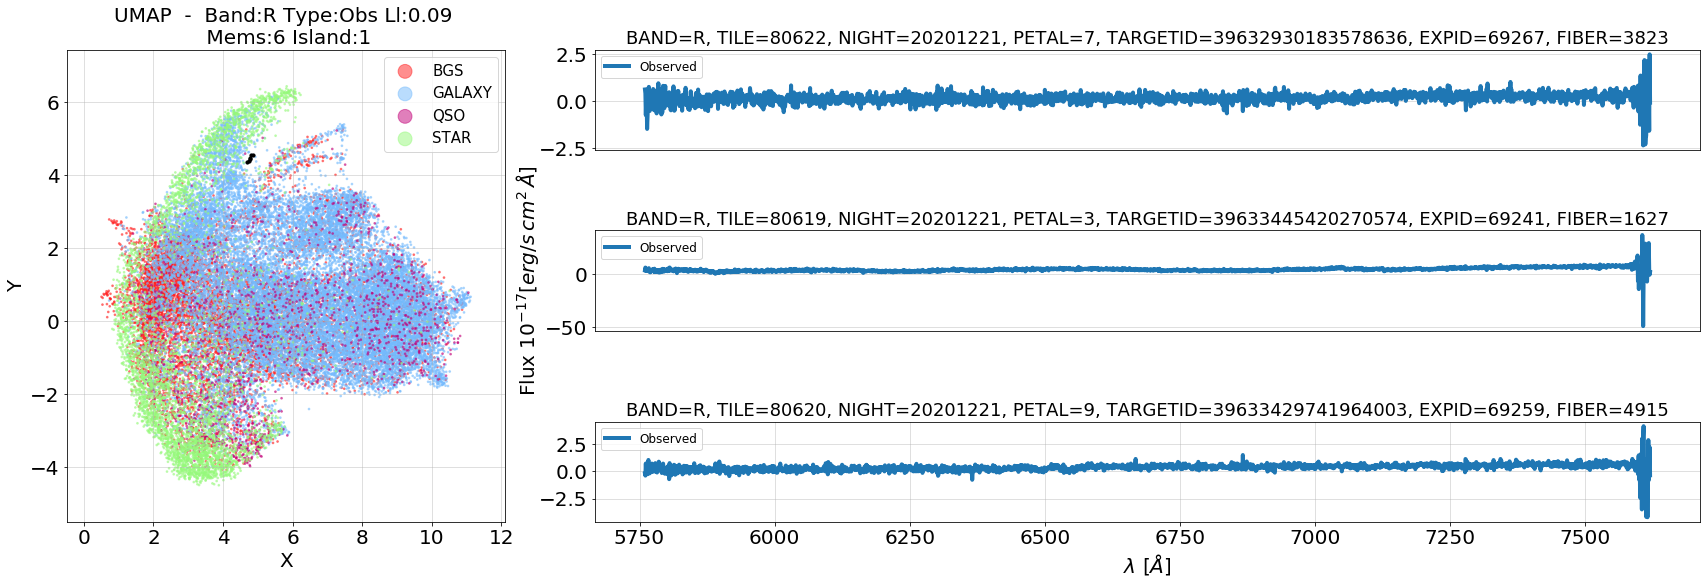 UMAP  -  Band:R Type:Obs Ll:0.09
Mems:6 Island:1
BGS
GALAXY
QSO
STAR
6
4
2
0
−2
−4
Y
0
2
4
6
8
10
12
X
Flux 10⁻¹⁷[erg/s cm² Å]
BAND=R, TILE=80622, NIGHT=20201221, PETAL=7, TARGETID=39632930183578636, EXPID=69267, FIBER=3823
Observed
2.5
0.0
−2.5
BAND=R, TILE=80619, NIGHT=20201221, PETAL=3, TARGETID=39633445420270574, EXPID=69241, FIBER=1627
Observed
0
−50
BAND=R, TILE=80620, NIGHT=20201221, PETAL=9, TARGETID=39633429741964003, EXPID=69259, FIBER=4915
Observed
2.5
0.0
−2.5
5750
6000
6250
6500
6750
7000
7250
7500
λ [Å]